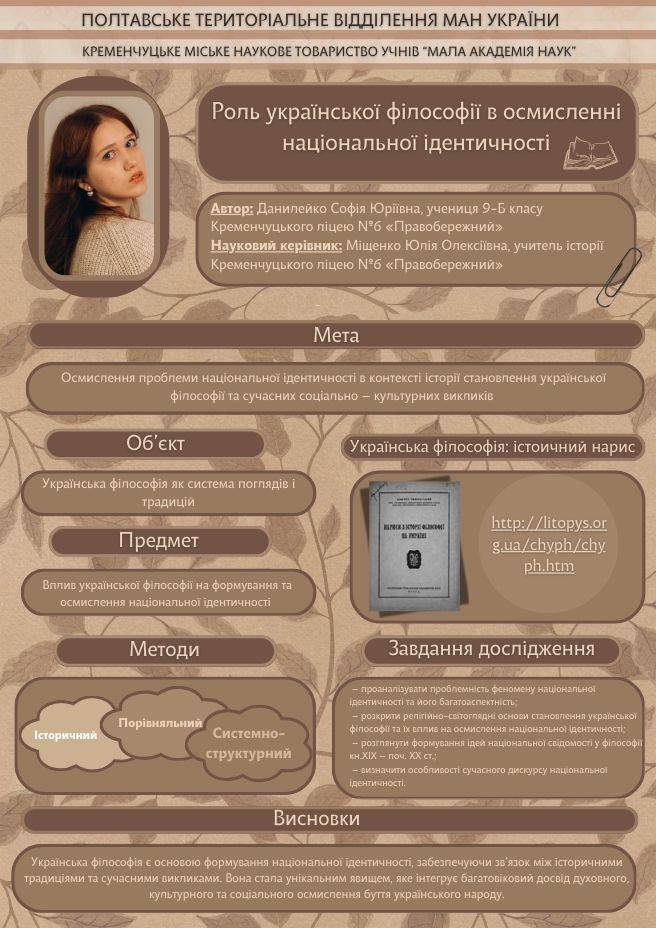 ПОЛТАВСЬКЕ ТЕРИТОРІАЛЬНЕ ВІДДІЛЕННЯ МАН УКРАЇНИ
КРЕМЕНЧУЦЬКЕ МІСЬКЕ НАУКОВЕ ТОВАРИСТВО УЧНІВ “МАЛА АКАДЕМІЯ НАУК”
Роль української філософії в осмисленні
національної ідентичності
Автор: Данилейко Софія Юріївна, учениця 9-Б класу
Кременчуцького ліцею №6 «Правобережний»
Науковий керівник: Міщенко Юлія Олексіївна, учитель історії
Кременчуцького ліцею №6 «Правобережний»
Мета
Осмислення проблеми національної ідентичності в контексті історії становлення української
філософії та сучасних соціально – культурних викликів
Об’єкт
Українська філософія як система поглядів і
традицій
Предмет
Вплив української філософії на формування та
осмислення національної ідентичності
Українська філософія: істоичний нарис
НАРИСИ З ІСТОРІЇ ФІЛОСОФІЇ
НА УКРАЇНІ
http://litopys.or
g.ua/chyph/chy
ph.htm
Методи
Історичний
Порівняльний
Системно-
структурний
Завдання дослідження
– проаналізувати проблемність феномену національної
ідентичності та його багатоаспектність;
– розкрити релігійно-світоглядні основи становлення української
філософії та їх вплив на осмислення національної ідентичності;
– розглянути формування ідей національної свідомості у філософії
кн.ХІХ – поч. ХХ ст.;
– визначити особливості сучасного дискурсу національної
ідентичності.
Висновки
Українська філософія є основою формування національної ідентичності, забезпечуючи зв’язок між історичними
традиціями та сучасними викликами. Вона стала унікальним явищем, яке інтегрує багатовіковий досвід духовного,
культурного та соціального осмислення буття українського народу.